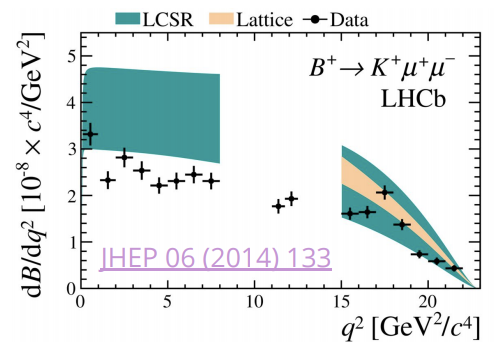 LCSR Lattice Data
B⁺ → K⁺μ⁺μ⁻
LHCb
dB/dq² [10⁻⁸ × c⁴/GeV²]
5
4
3
2
1
0
JHEP 06 (2014) 133
0 5 10 15 20
q² [GeV²/c⁴]